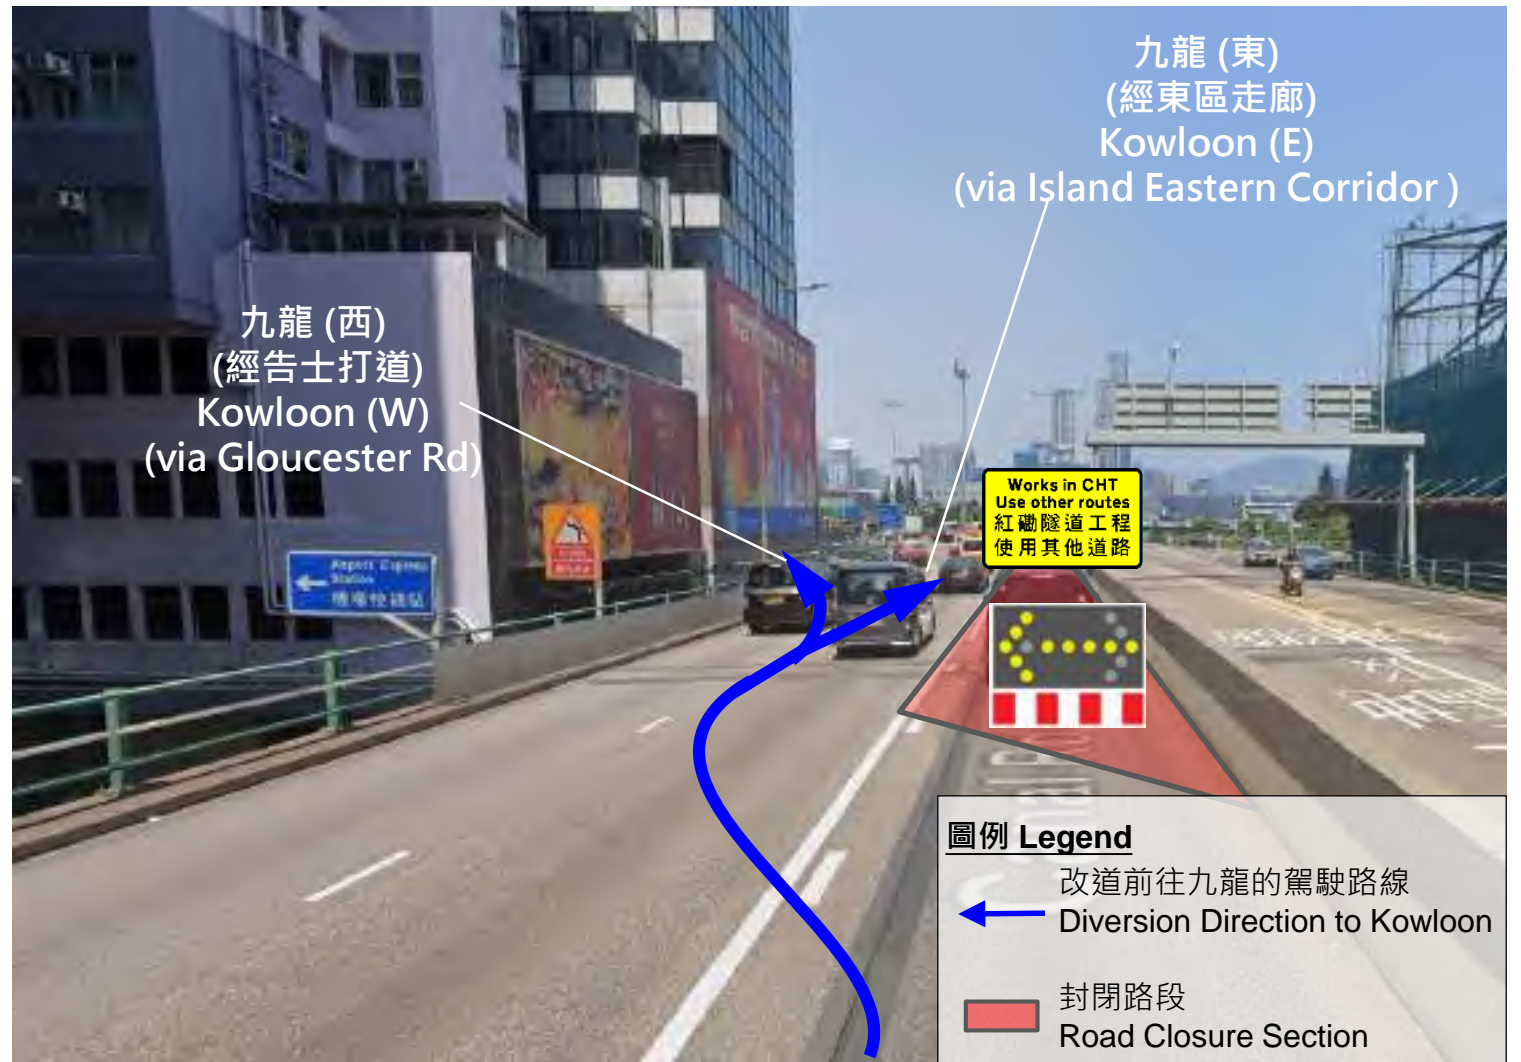 九龍 (東)
(經東區走廊)
Kowloon (E)
(via Island Eastern Corridor )
九龍 (西)
(經告士打道)
Kowloon (W)
(via Gloucester Rd)
Works in CHT
Use other routes
紅磡隧道工程
使用其他道路
Airport Express
Station
機場快綫站
圖例 Legend
改道前往九龍的駕駛路線
Diversion Direction to Kowloon
封閉路段
Road Closure Section